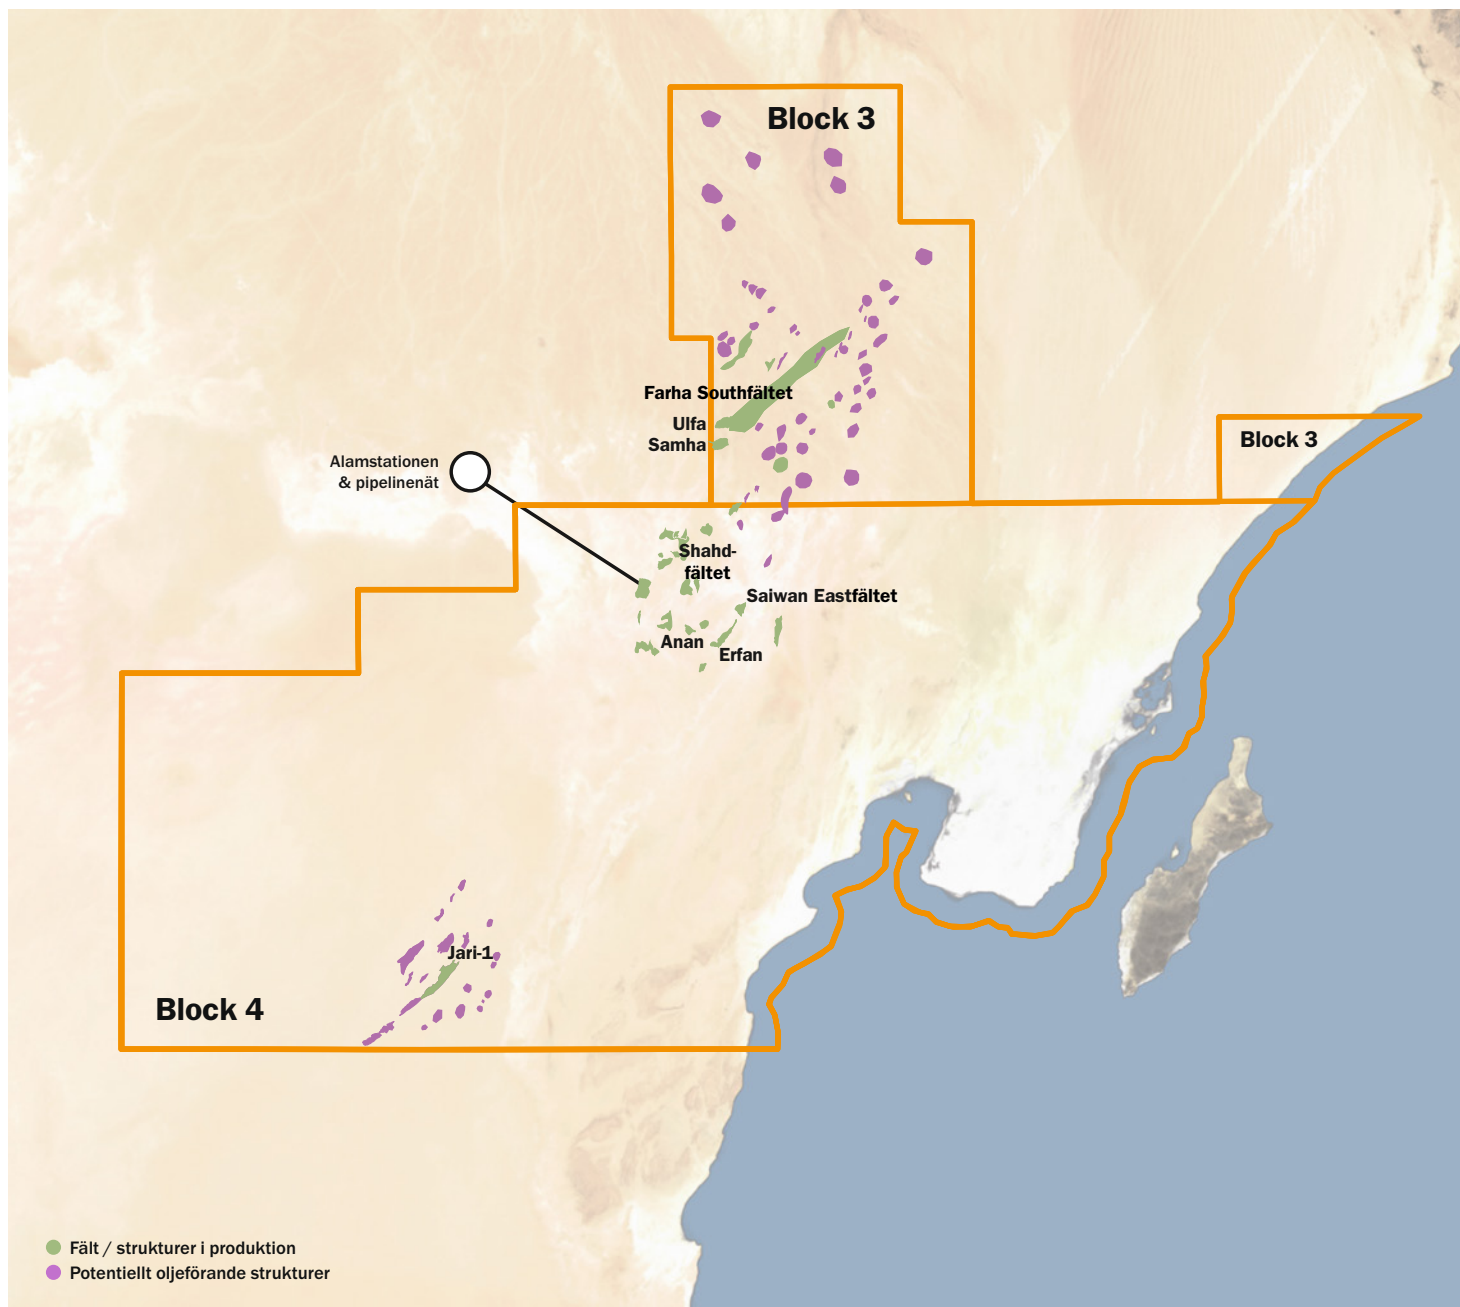 Block 3
Farha Southfältet
Ulfa
Samha
Block 3
Alamstationen
& pipelinenät
Shahd-
fältet
Saiwan Eastfältet
Anan
Erfan
Jari-1
Block 4
Fält / strukturer i produktion
Potentiellt oljeförande strukturer